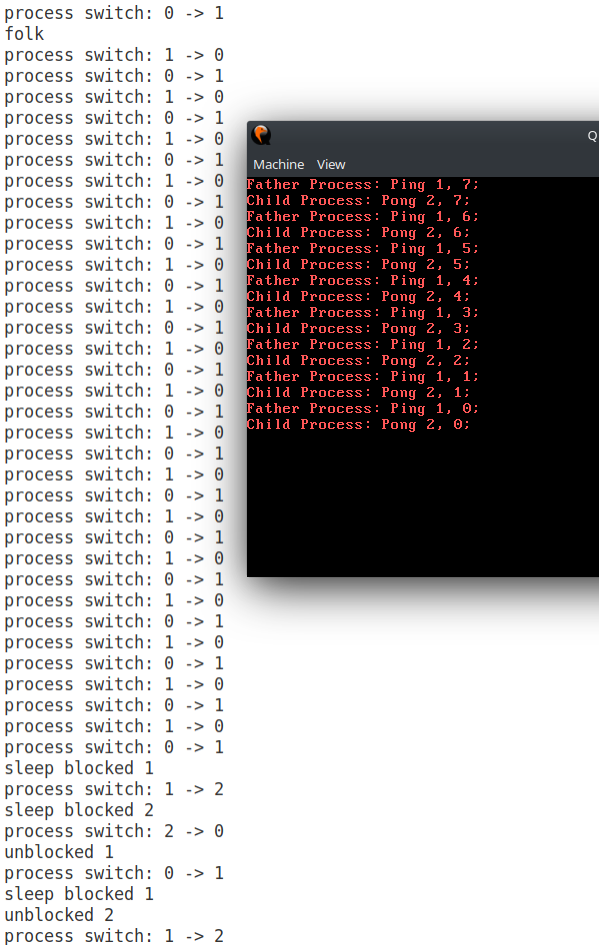 process switch: 0 -> 1
folk
process switch: 1 -> 0
process switch: 0 -> 1
process switch: 1 -> 0
process switch: 0 -> 1
process switch: 1 -> 0
process switch: 0 -> 1
process switch: 1 -> 0
process switch: 0 -> 1
process switch: 1 -> 0
process switch: 0 -> 1
process switch: 1 -> 0
process switch: 0 -> 1
process switch: 1 -> 0
process switch: 0 -> 1
process switch: 1 -> 0
process switch: 0 -> 1
process switch: 1 -> 0
process switch: 0 -> 1
process switch: 1 -> 0
process switch: 0 -> 1
process switch: 1 -> 0
process switch: 0 -> 1
process switch: 1 -> 0
process switch: 0 -> 1
process switch: 1 -> 0
process switch: 0 -> 1
process switch: 1 -> 0
process switch: 0 -> 1
process switch: 1 -> 0
process switch: 0 -> 1
process switch: 1 -> 0
process switch: 0 -> 1
process switch: 1 -> 0
process switch: 0 -> 1
sleep blocked 1
process switch: 1 -> 2
sleep blocked 2
process switch: 2 -> 0
unblocked 1
process switch: 0 -> 1
sleep blocked 1
unblocked 2
process switch: 1 -> 2
Q
Machine View
Father Process: Ping 1, 7;
Child Process: Pong 2, 7;
Father Process: Ping 1, 6;
Child Process: Pong 2, 6;
Father Process: Ping 1, 5;
Child Process: Pong 2, 5;
Father Process: Ping 1, 4;
Child Process: Pong 2, 4;
Father Process: Ping 1, 3;
Child Process: Pong 2, 3;
Father Process: Ping 1, 2;
Child Process: Pong 2, 2;
Father Process: Ping 1, 1;
Child Process: Pong 2, 1;
Father Process: Ping 1, 0;
Child Process: Pong 2, 0;